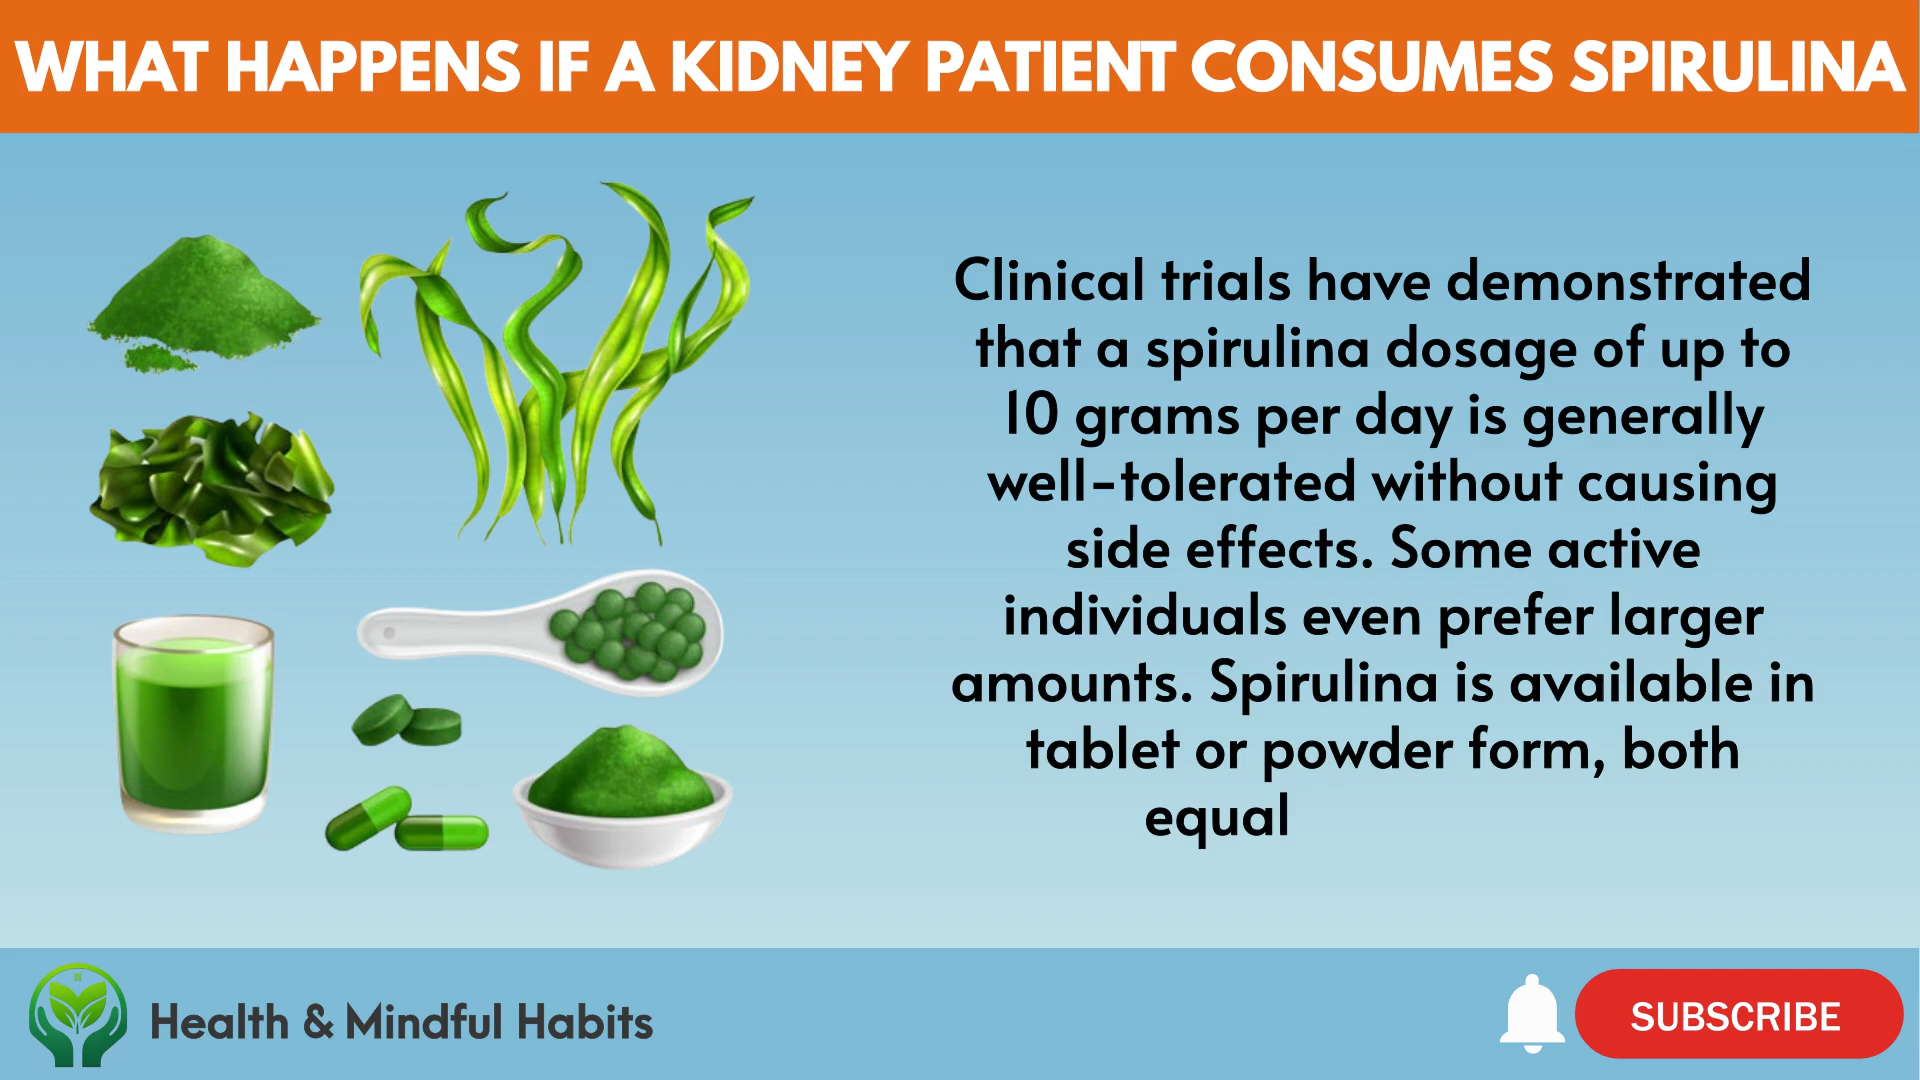 WHAT HAPPENS IF A KIDNEY PATIENT CONSUMES SPIRULINA
Clinical trials have demonstrated
that a spirulina dosage of up to
10 grams per day is generally
well-tolerated without causing
side effects. Some active
individuals even prefer larger
amounts. Spirulina is available in
tablet or powder form, both
equal
Health & Mindful Habits
SUBSCRIBE